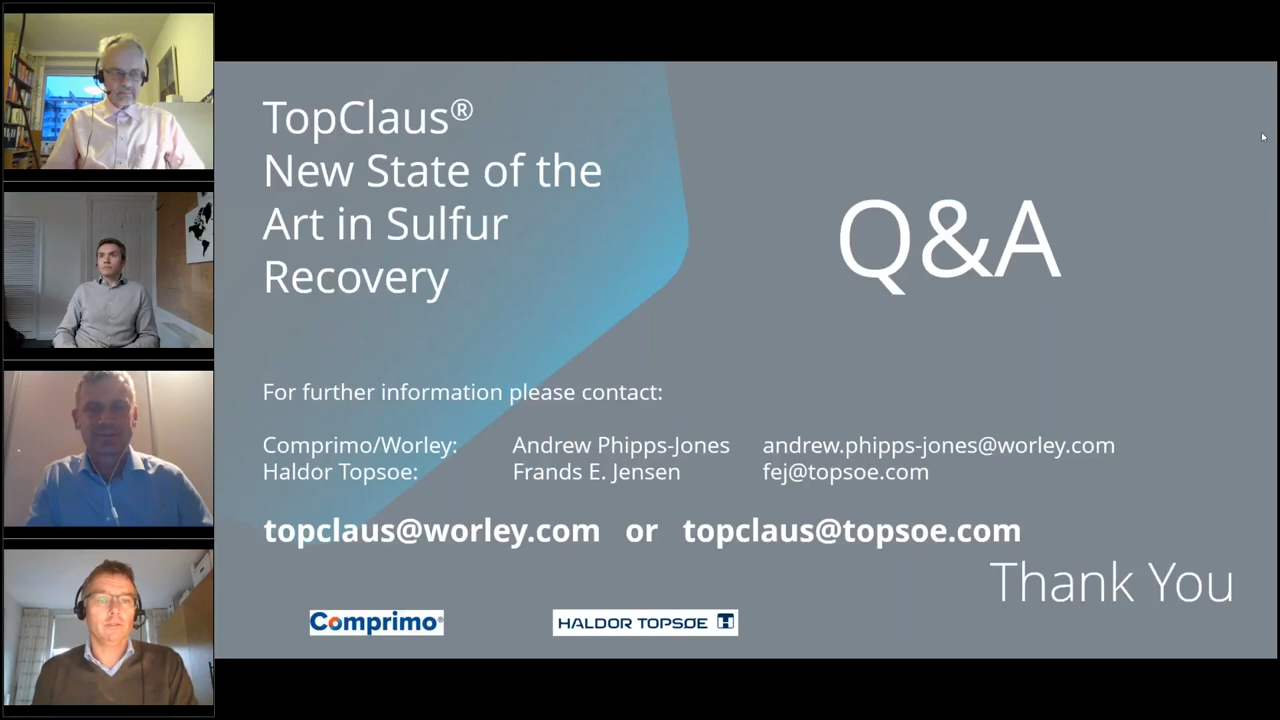 TopClaus®
New State of the
Art in Sulfur
Recovery
Q&A
For further information please contact:
Comprimo/Worley: Andrew Phipps-Jones andrew.phipps-jones@worley.com
Haldor Topsoe: Frands E. Jensen fej@topsoe.com
topclaus@worley.com or topclaus@topsoe.com
Thank You
Comprimo®
HALDOR TOPSØE